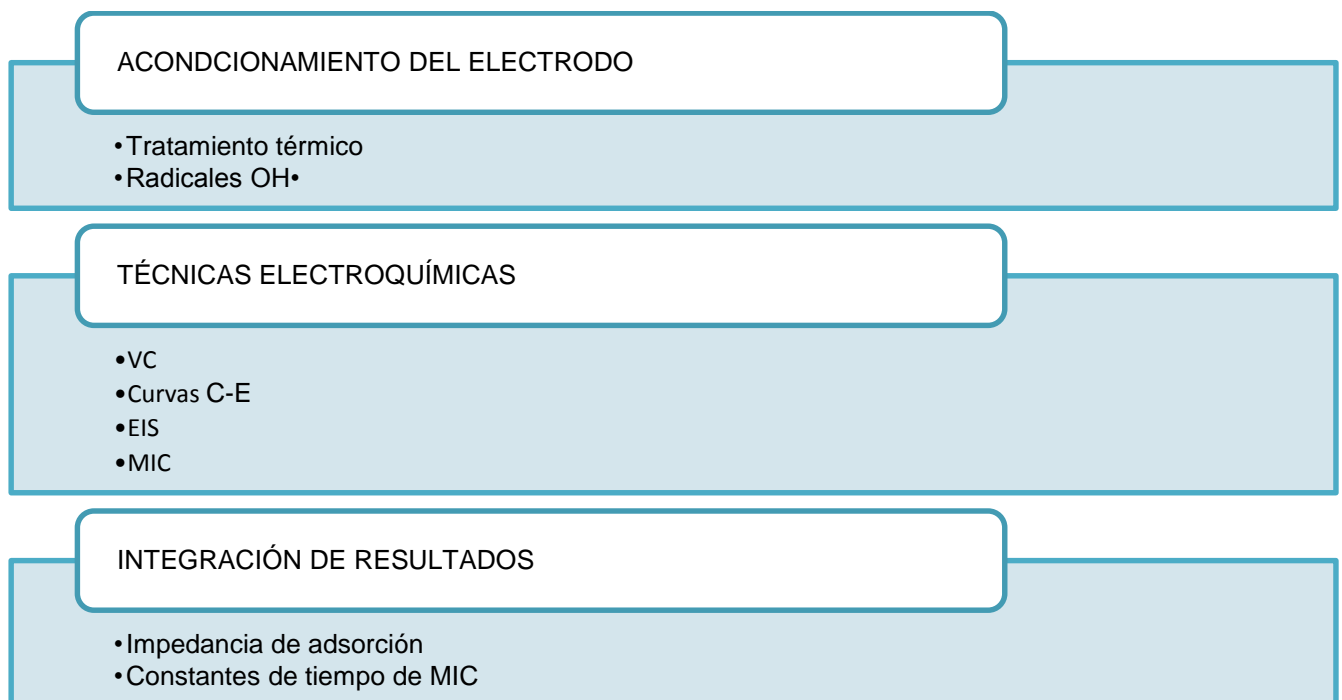 ACONDCIONAMIENTO DEL ELECTRODO
•Tratamiento térmico
•Radicales OH•
TÉCNICAS ELECTROQUÍMICAS
•VC
•Curvas C-E
•EIS
•MIC
INTEGRACIÓN DE RESULTADOS
•Impedancia de adsorción
•Constantes de tiempo de MIC